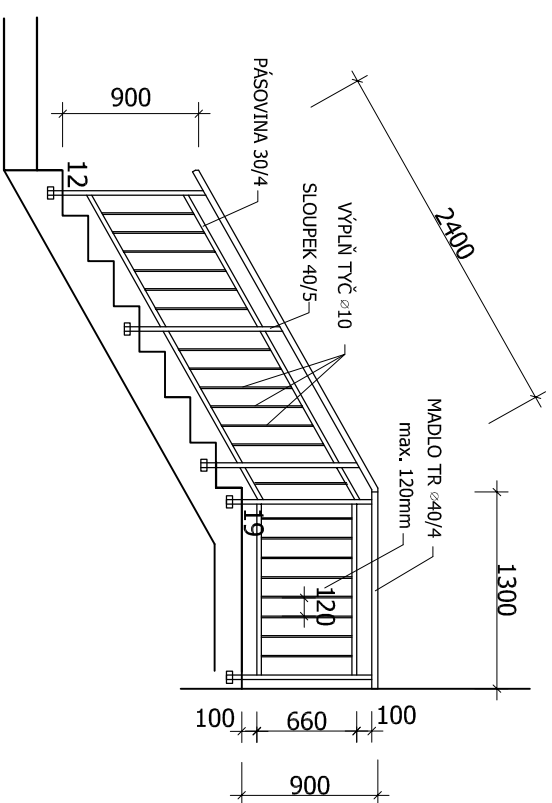 900
12
PÁSOVINA 30/4
SLOUPEK 40/5
VÝPLŇ TYČ ⌀10
2400
MADLO TR ⌀40/4
max. 120mm
19
120
1300
100
660
100
900